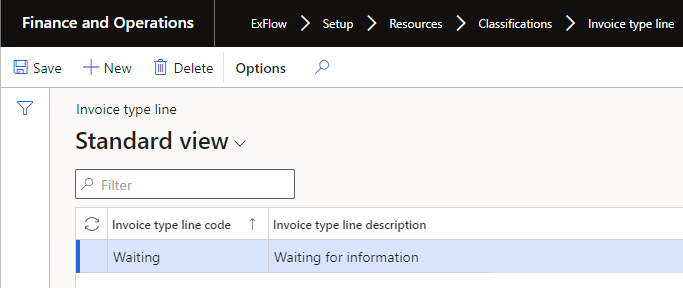 Finance and Operations ExFlow > Setup > Resources > Classifications > Invoice type line
Save + New Delete Options
Invoice type line
Standard view
Filter
Invoice type line code ↑ Invoice type line description
Waiting Waiting for information